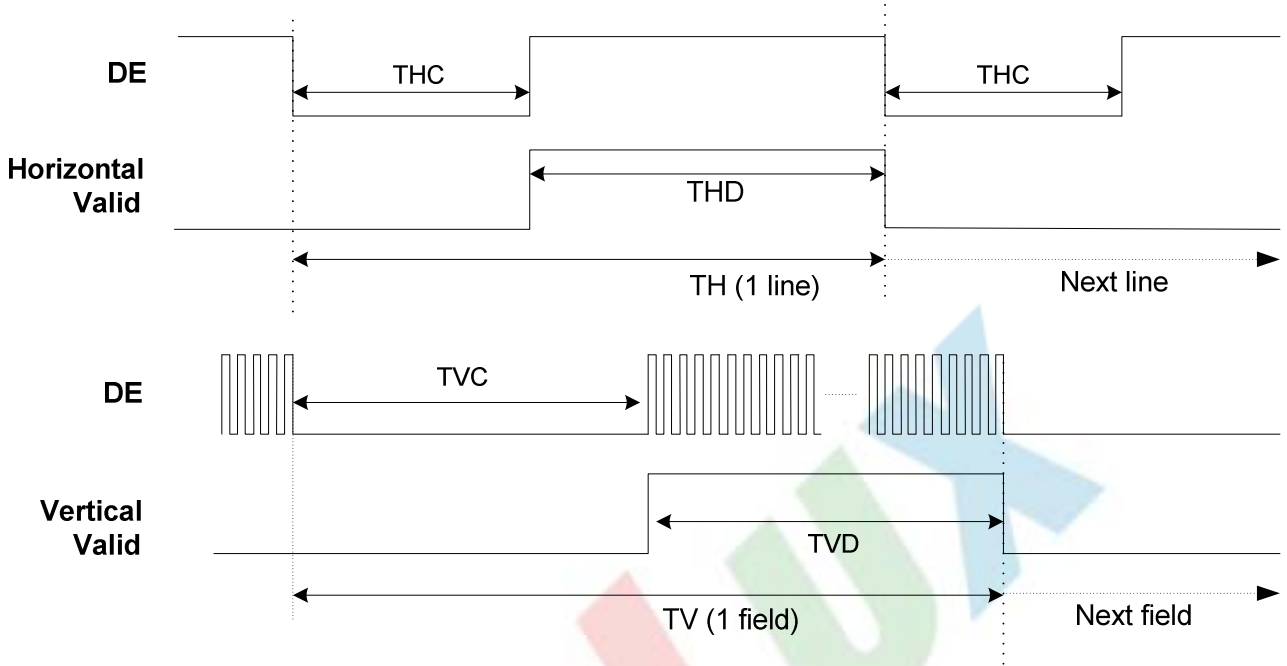 DE
THC
THC
Horizontal
Valid
THD
TH (1 line)
Next line
DE
TVC
Vertical
Valid
TVD
TV (1 field)
Next field